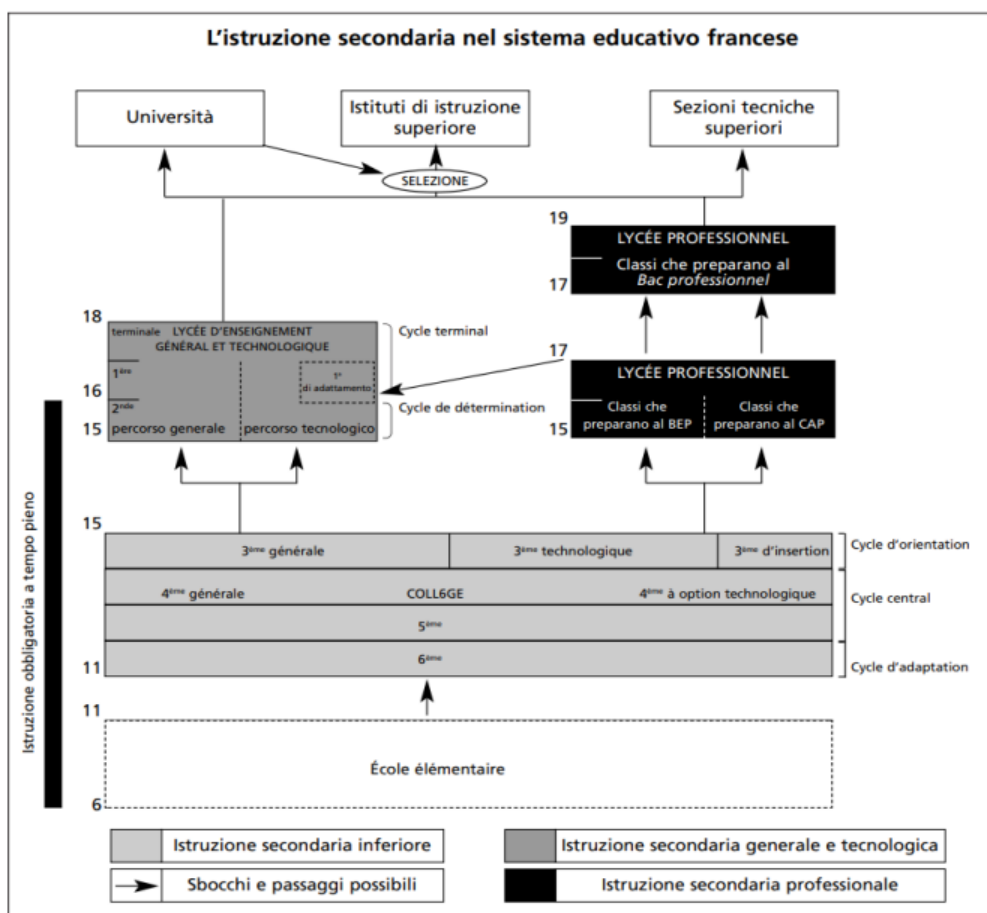 L'istruzione secondaria nel sistema educativo francese
Università
Istituti di istruzione
superiore
Sezioni tecniche
superiori
SELEZIONE
19
LYCÉE PROFESSIONNEL
Classi che preparano al
Bac professionnel
17
18
terminale LYCÉE D'ENSEIGNEMENT
GÉNÉRAL ET TECHNOLOGIQUE
Cycle terminal
1ère
1ª
di adattamento
16
2nde
Cycle de détermination
15
percorso generale
percorso tecnologico
17
LYCÉE PROFESSIONNEL
Classi che
preparano al BEP
Classi che
preparano al CAP
15
Istruzione obbligatoria a tempo pieno
15
3ème générale
3ème technologique
3ème d'insertion
Cycle d'orientation
4ème générale
COLL6GE
4ème à option technologique
Cycle central
5ème
11
6ème
Cycle d'adaptation
11
École élémentaire
6
Istruzione secondaria inferiore
Istruzione secondaria generale e tecnologica
Sbocchi e passaggi possibili
Istruzione secondaria professionale